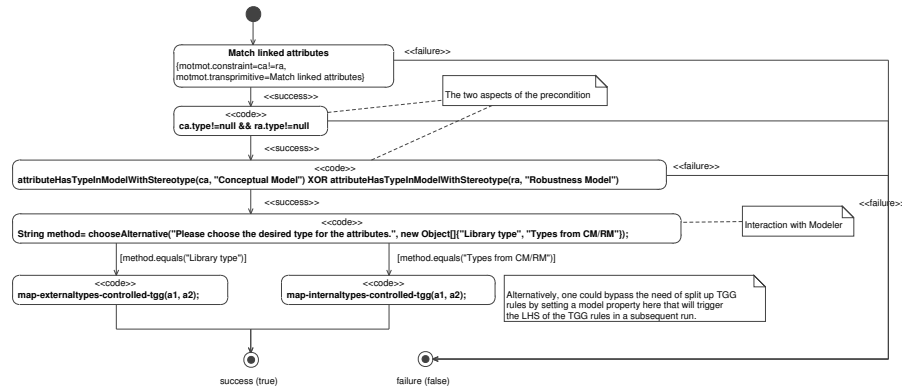 Match linked attributes
<<failure>>
{motmot.constraint=ca!=ra,
motmot.transprimitive=Match linked attributes}
<<success>>
The two aspects of the precondition
<<code>>
ca.type!=null && ra.type!=null
<<success>>
<<code>>
<<failure>>
attributeHasTypeInModelWithStereotype(ca, "Conceptual Model") XOR attributeHasTypeInModelWithStereotype(ra, "Robustness Model")
<<success>>
<<failure>>
<<code>>
String method= chooseAlternative("Please choose the desired type for the attributes.", new Object[]{"Library type", "Types from CM/RM"});
Interaction with Modeler
[method.equals("Library type")]
[method.equals("Types from CM/RM")]
<<code>>
map-externaltypes-controlled-tgg(a1, a2);
<<code>>
map-internaltypes-controlled-tgg(a1, a2);
Alternatively, one could bypass the need of split up TGG
rules by setting a model property here that will trigger
the LHS of the TGG rules in a subsequent run.
success (true)
failure (false)